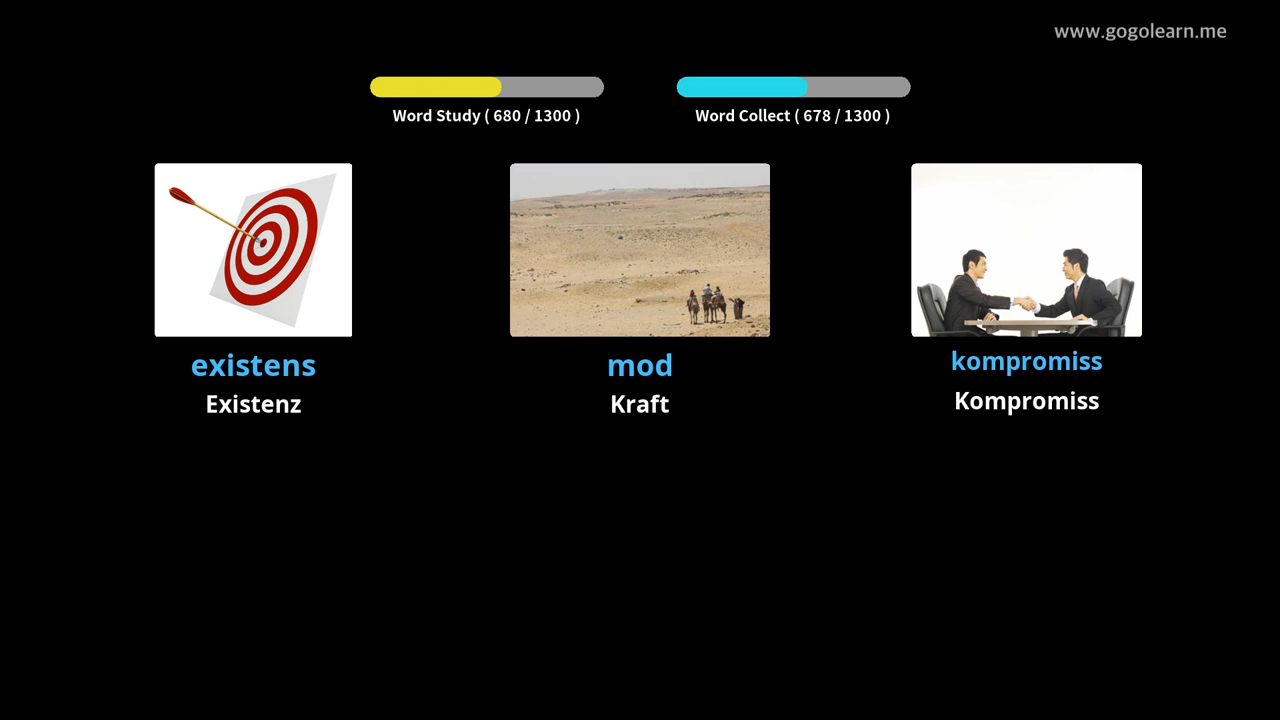 www.gogolearn.me
Word Study ( 680 / 1300 )
Word Collect ( 678 / 1300 )
existens
Existenz
mod
Kraft
kompromiss
Kompromiss